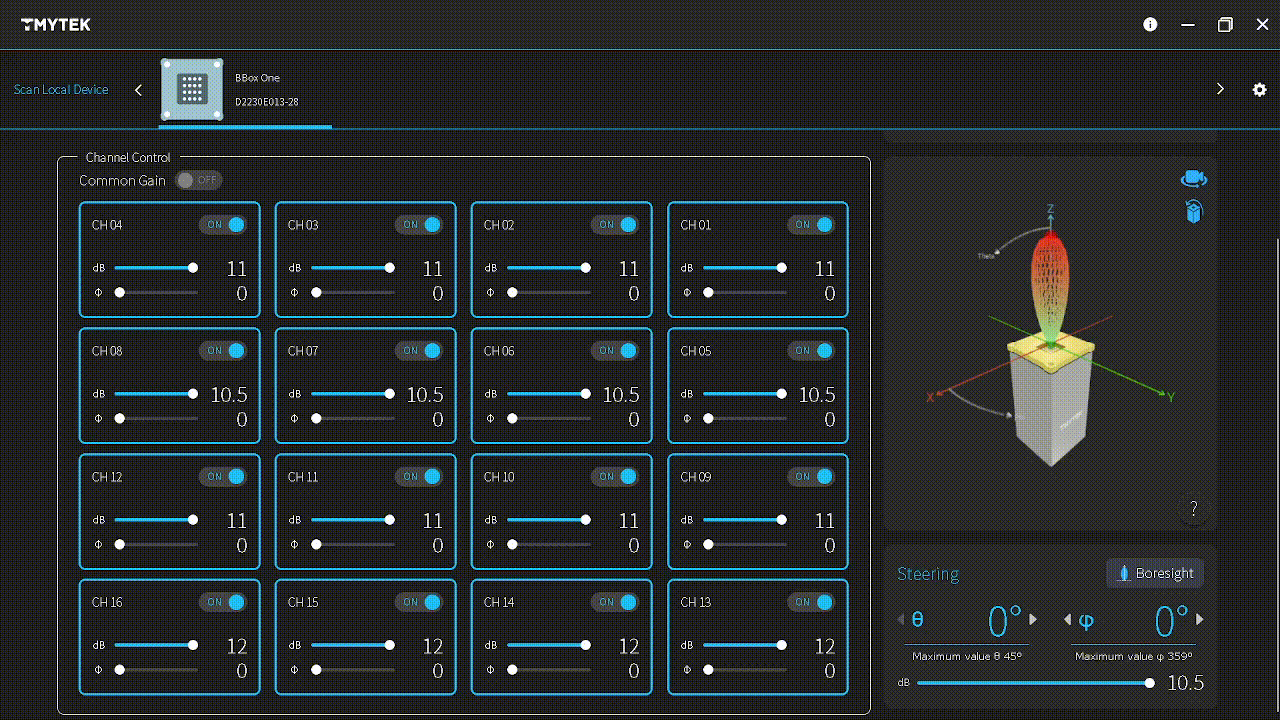 TMYTEK
Scan Local Device
BBox One
D2230E013-28
Channel Control
Common Gain OFF
CH 04 ON
dB 11
Φ 0
CH 03 ON
dB 11
Φ 0
CH 02 ON
dB 11
Φ 0
CH 01 ON
dB 11
Φ 0
CH 08 ON
dB 10.5
Φ 0
CH 07 ON
dB 10.5
Φ 0
CH 06 ON
dB 10.5
Φ 0
CH 05 ON
dB 10.5
Φ 0
CH 12 ON
dB 11
Φ 0
CH 11 ON
dB 11
Φ 0
CH 10 ON
dB 11
Φ 0
CH 09 ON
dB 11
Φ 0
CH 16 ON
dB 12
Φ 0
CH 15 ON
dB 12
Φ 0
CH 14 ON
dB 12
Φ 0
CH 13 ON
dB 12
Φ 0
Z
Theta
X
Y
?
Steering
Boresight
θ 0°
φ 0°
Maximum value θ 45°
Maximum value φ 359°
dB 10.5